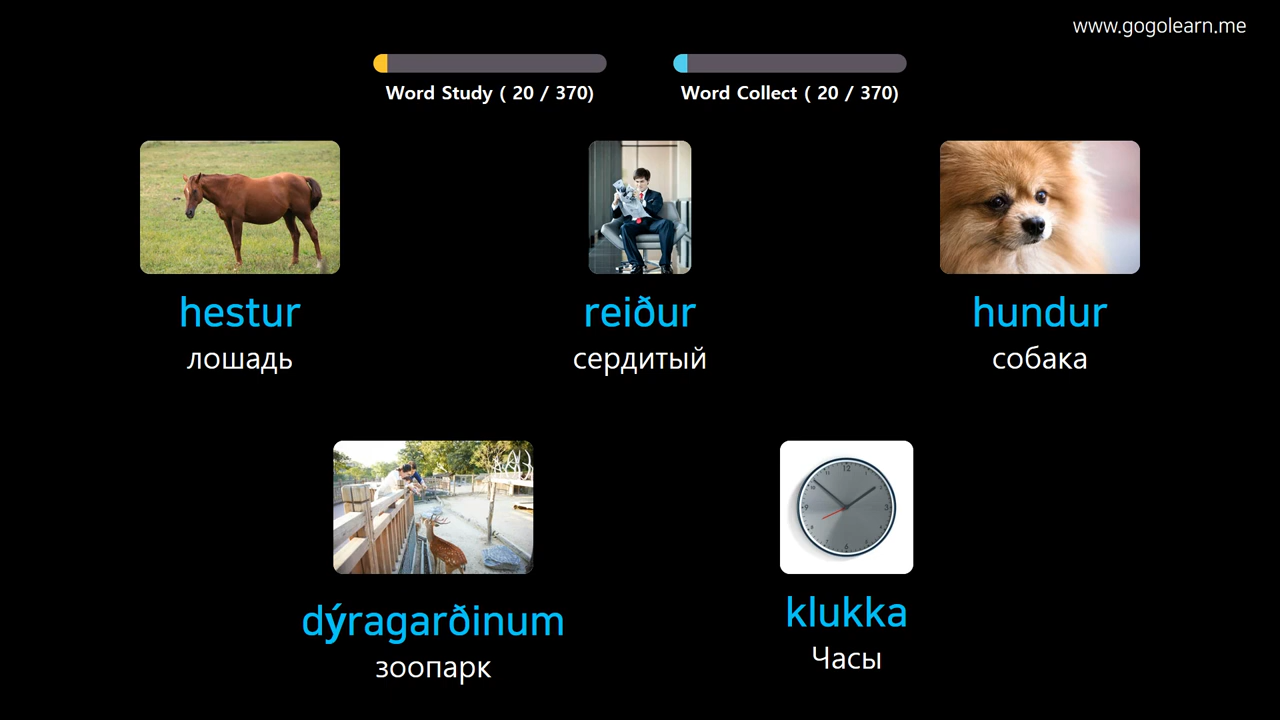 www.gogolearn.me
Word Study ( 20 / 370)
Word Collect ( 20 / 370)
hestur
лошадь
reiður
сердитый
hundur
собака
dýragarðinum
зоопарк
klukka
Часы